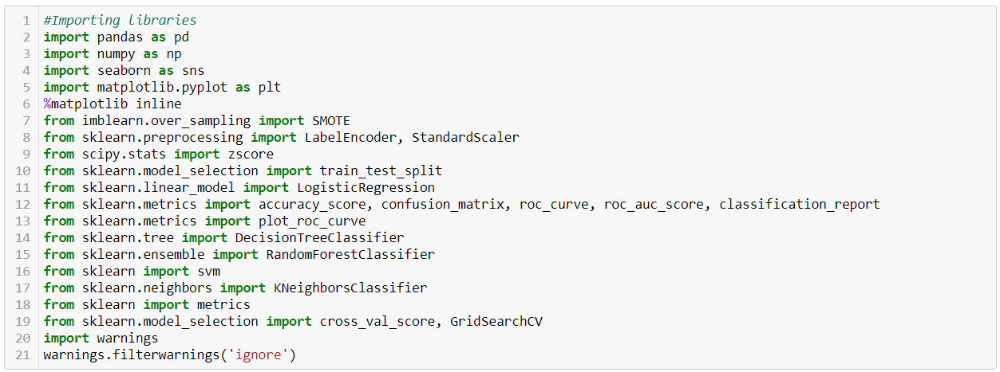 1 #Importing libraries
2 import pandas as pd
3 import numpy as np
4 import seaborn as sns
5 import matplotlib.pyplot as plt
6 %matplotlib inline
7 from imblearn.over_sampling import SMOTE
8 from sklearn.preprocessing import LabelEncoder, StandardScaler
9 from scipy.stats import zscore
10 from sklearn.model_selection import train_test_split
11 from sklearn.linear_model import LogisticRegression
12 from sklearn.metrics import accuracy_score, confusion_matrix, roc_curve, roc_auc_score, classification_report
13 from sklearn.metrics import plot_roc_curve
14 from sklearn.tree import DecisionTreeClassifier
15 from sklearn.ensemble import RandomForestClassifier
16 from sklearn import svm
17 from sklearn.neighbors import KNeighborsClassifier
18 from sklearn import metrics
19 from sklearn.model_selection import cross_val_score, GridSearchCV
20 import warnings
21 warnings.filterwarnings('ignore')